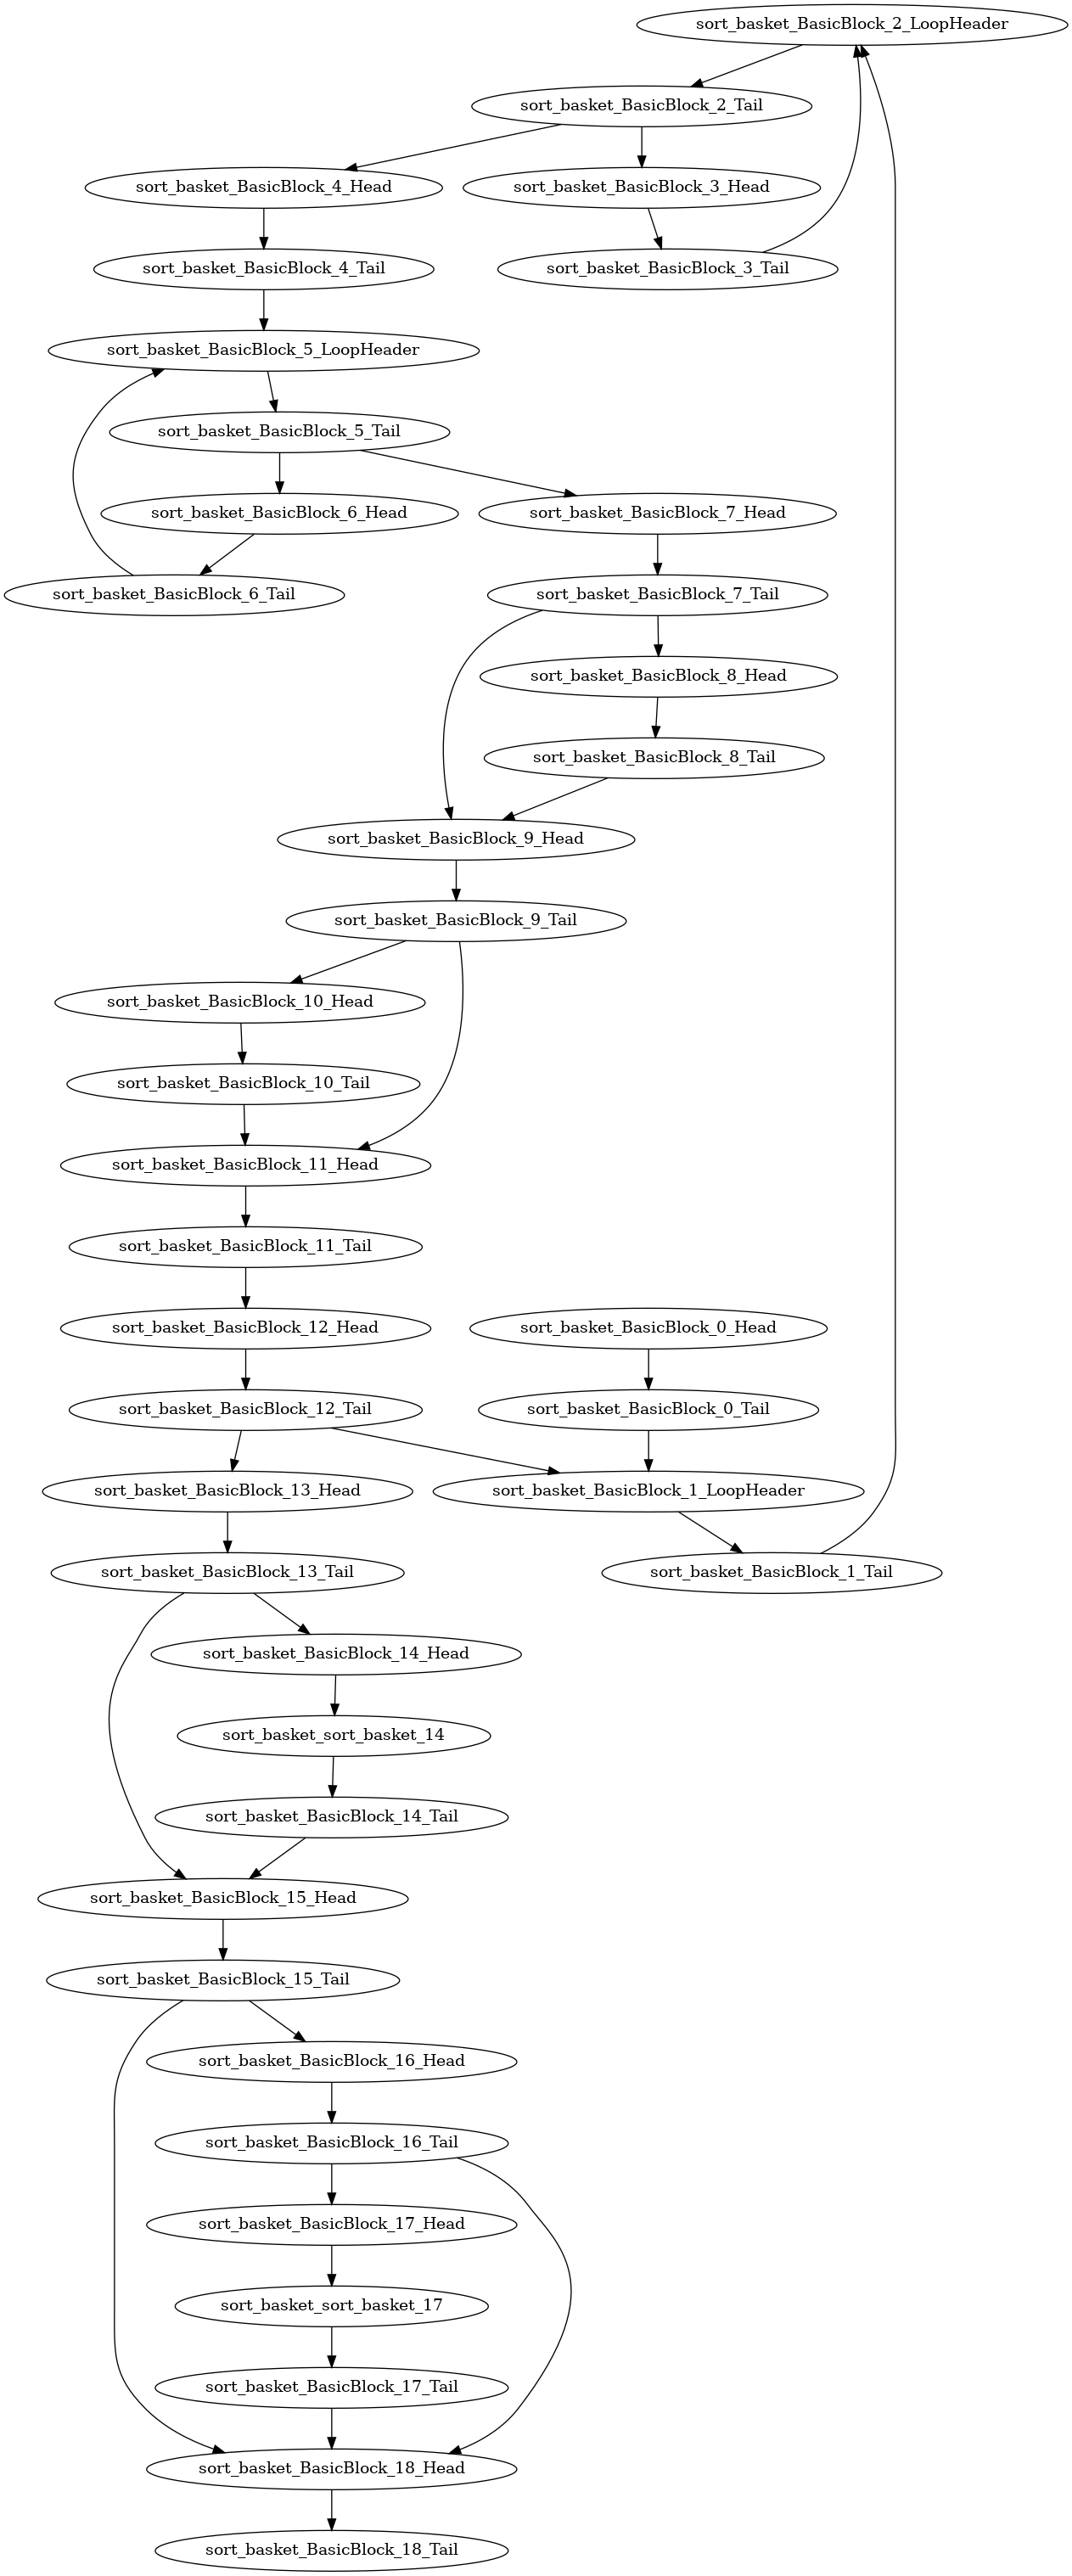 sort_basket_BasicBlock_2_LoopHeader
sort_basket_BasicBlock_2_Tail
sort_basket_BasicBlock_4_Head
sort_basket_BasicBlock_3_Head
sort_basket_BasicBlock_4_Tail
sort_basket_BasicBlock_3_Tail
sort_basket_BasicBlock_5_LoopHeader
sort_basket_BasicBlock_5_Tail
sort_basket_BasicBlock_6_Head
sort_basket_BasicBlock_7_Head
sort_basket_BasicBlock_6_Tail
sort_basket_BasicBlock_7_Tail
sort_basket_BasicBlock_8_Head
sort_basket_BasicBlock_8_Tail
sort_basket_BasicBlock_9_Head
sort_basket_BasicBlock_9_Tail
sort_basket_BasicBlock_10_Head
sort_basket_BasicBlock_10_Tail
sort_basket_BasicBlock_11_Head
sort_basket_BasicBlock_11_Tail
sort_basket_BasicBlock_12_Head
sort_basket_BasicBlock_0_Head
sort_basket_BasicBlock_12_Tail
sort_basket_BasicBlock_0_Tail
sort_basket_BasicBlock_13_Head
sort_basket_BasicBlock_1_LoopHeader
sort_basket_BasicBlock_13_Tail
sort_basket_BasicBlock_1_Tail
sort_basket_BasicBlock_14_Head
sort_basket_sort_basket_14
sort_basket_BasicBlock_14_Tail
sort_basket_BasicBlock_15_Head
sort_basket_BasicBlock_15_Tail
sort_basket_BasicBlock_16_Head
sort_basket_BasicBlock_16_Tail
sort_basket_BasicBlock_17_Head
sort_basket_sort_basket_17
sort_basket_BasicBlock_17_Tail
sort_basket_BasicBlock_18_Head
sort_basket_BasicBlock_18_Tail